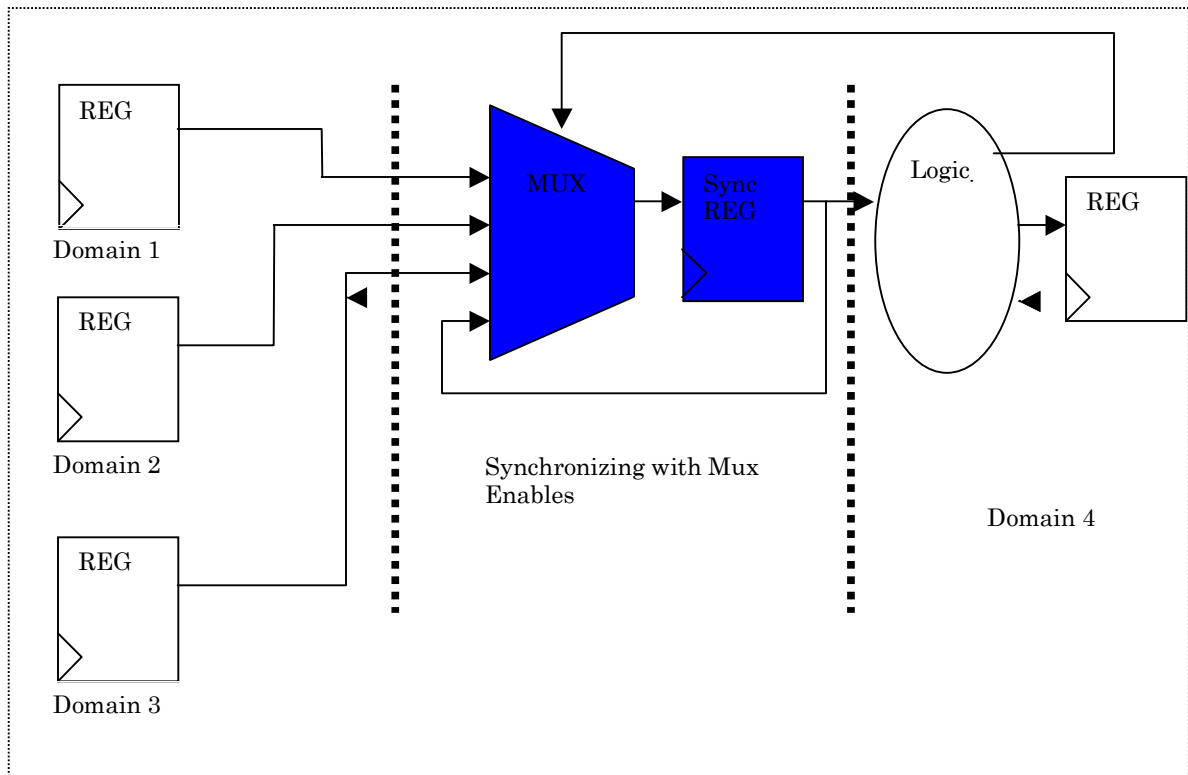 REG
Domain 1
REG
Domain 2
REG
Domain 3
MUX
Sync
REG
Synchronizing with Mux
Enables
Logic.
REG
Domain 4